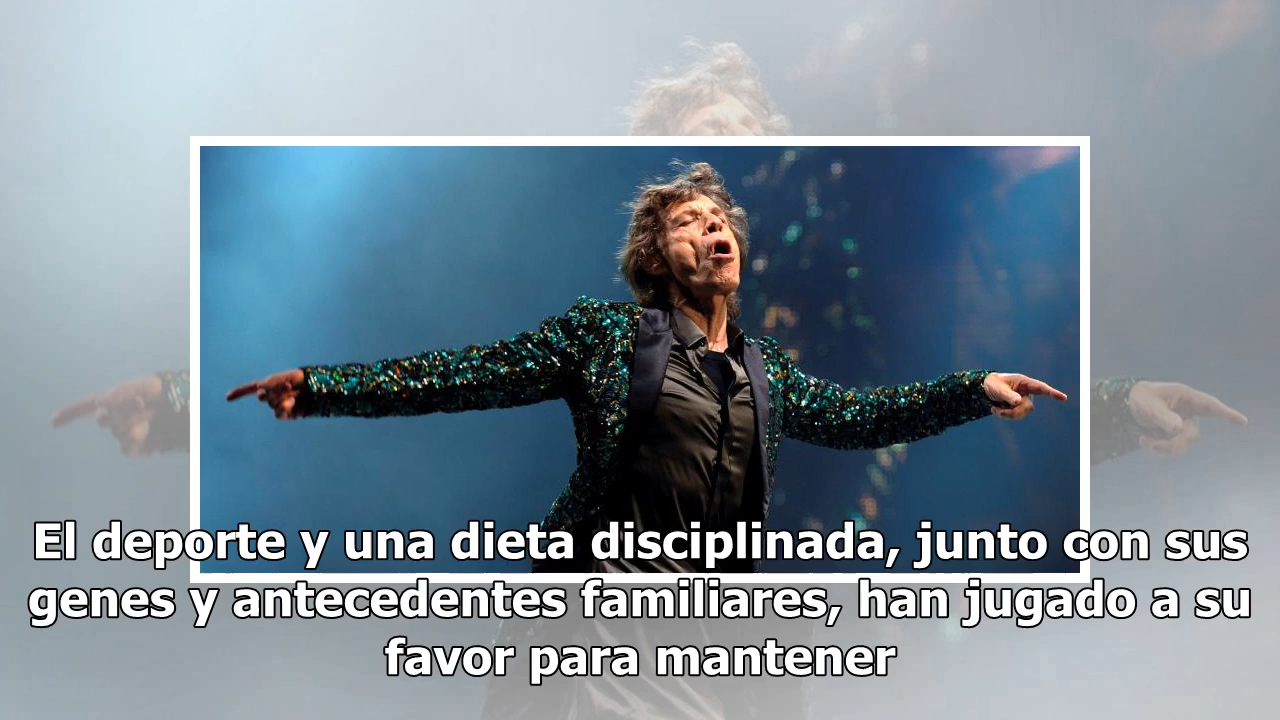 El deporte y una dieta disciplinada, junto con sus
genes y antecedentes familiares, han jugado a su
favor para mantener